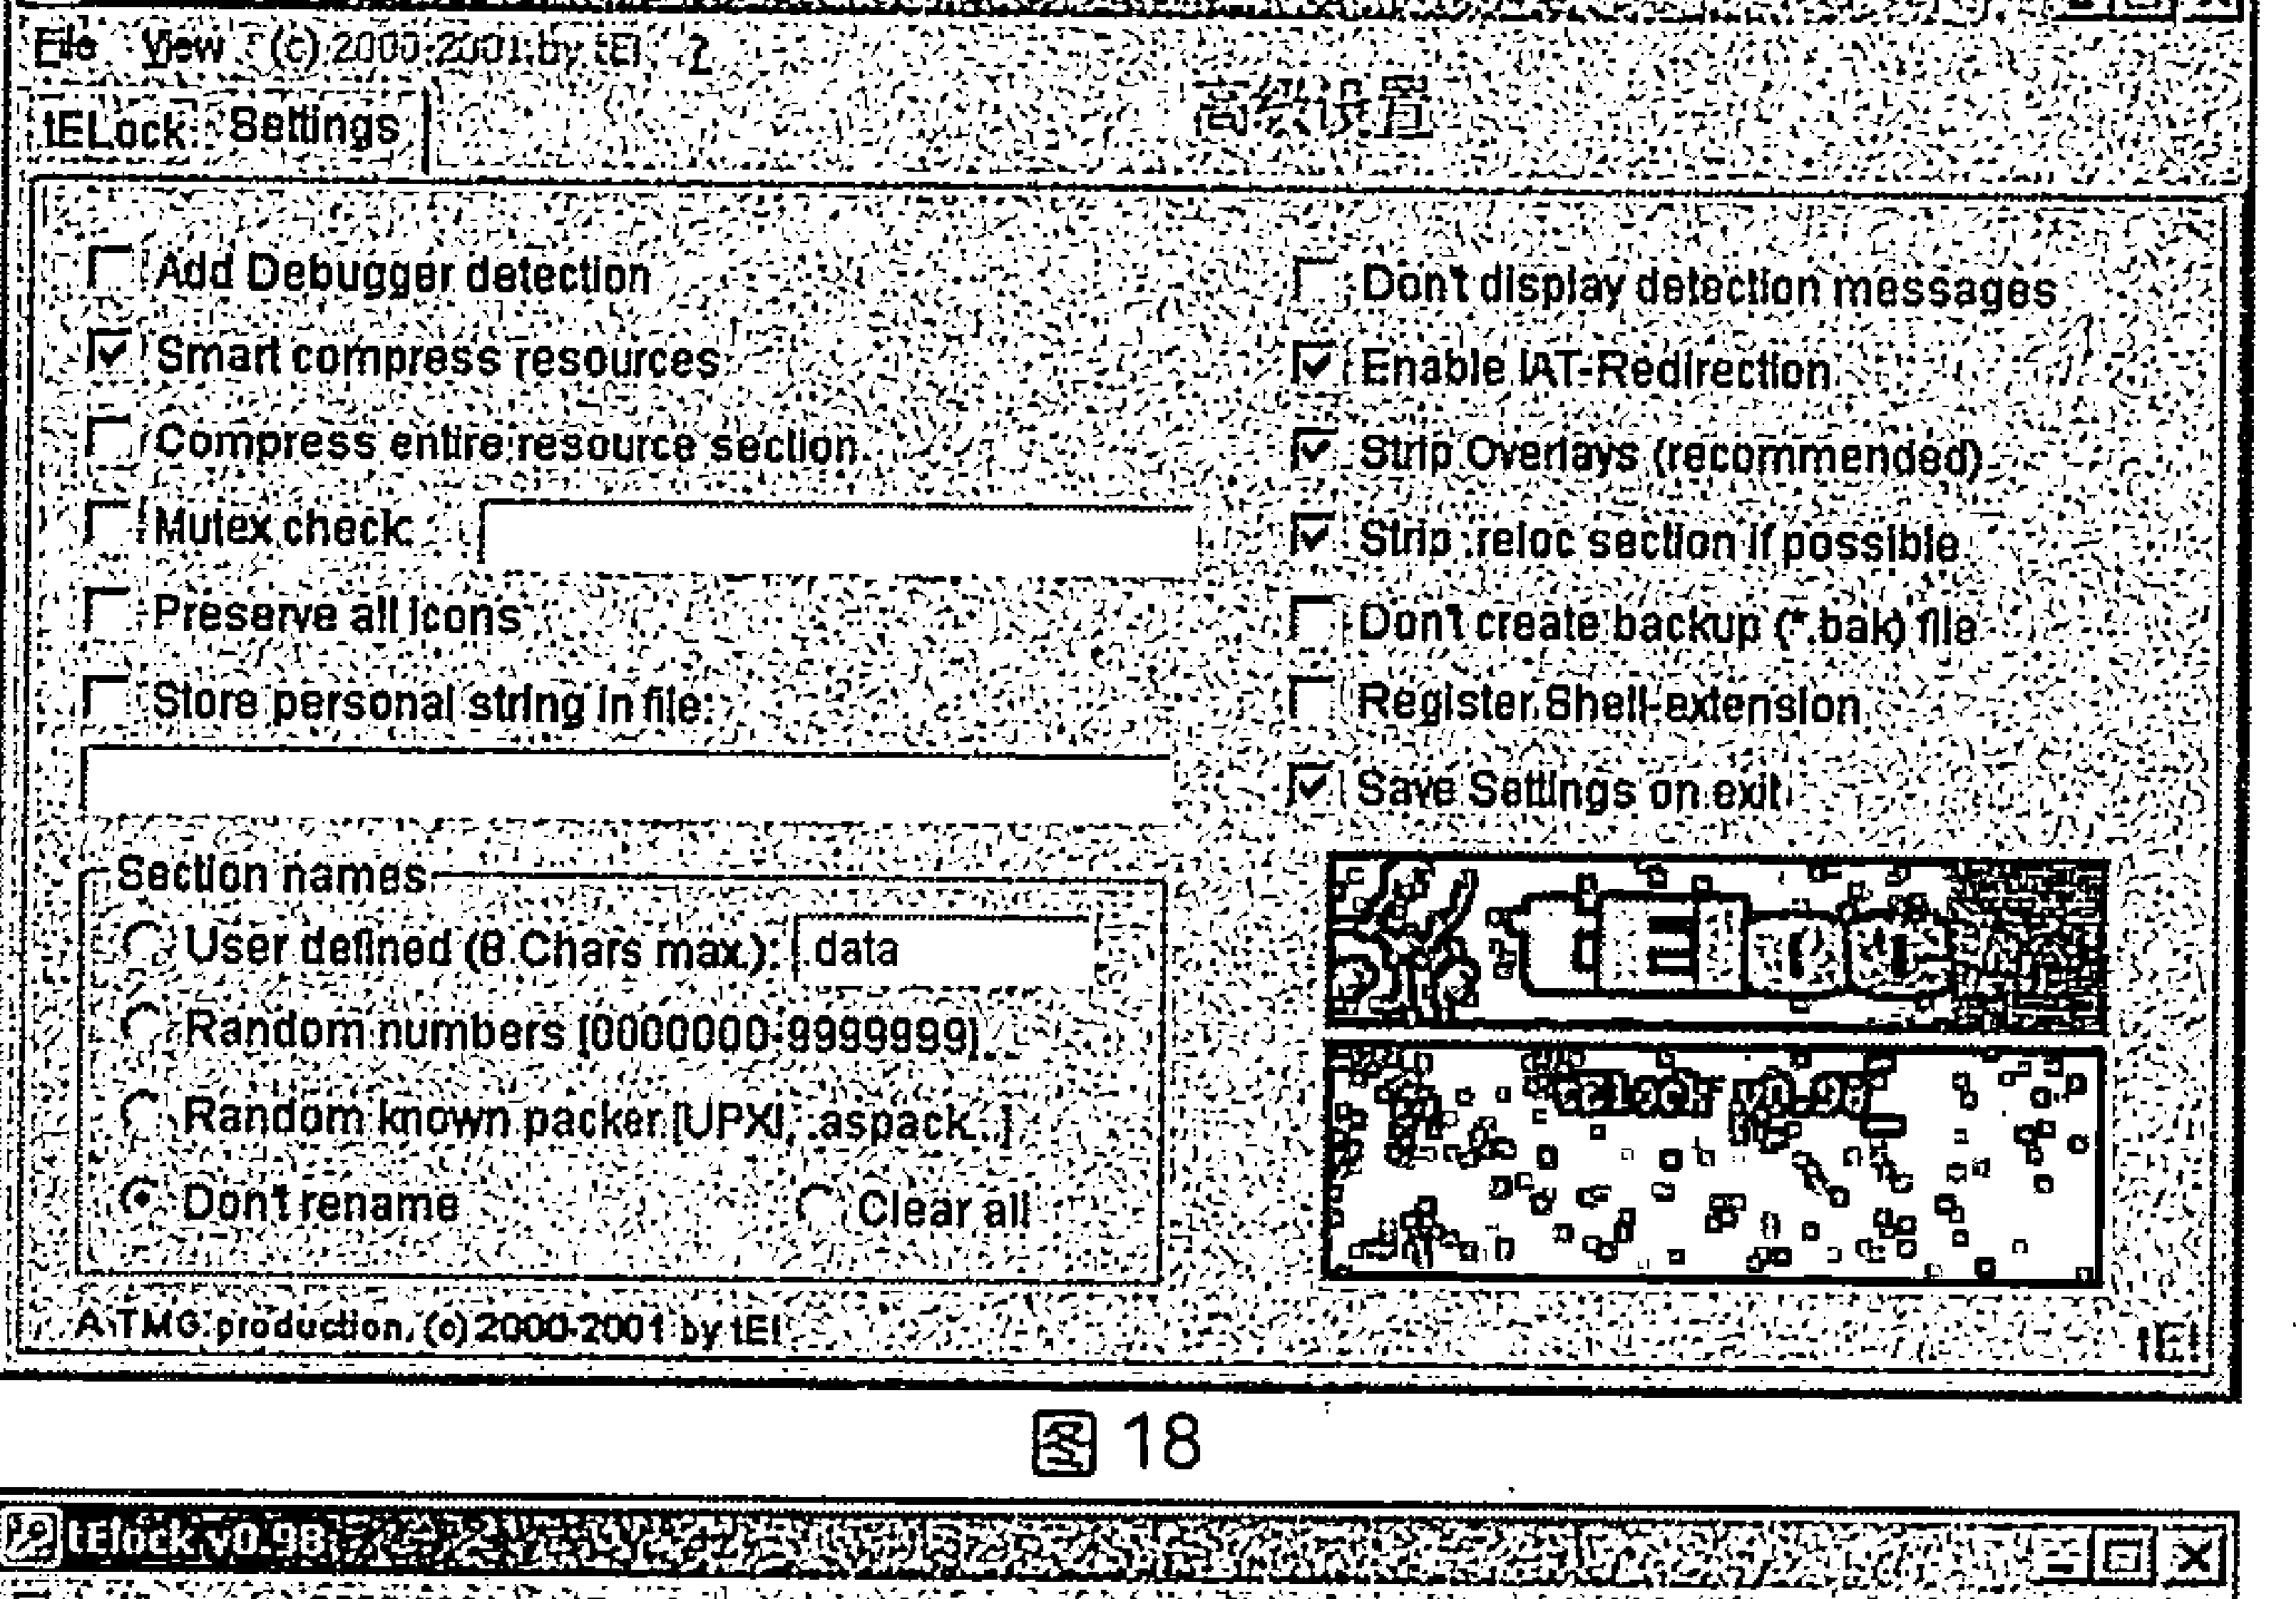 File View (c) 2000-2001 by tE! ?
高级设置
tELock Settings
Add Debugger detection
Smart compress resources
Compress entire resource section
Mutex check:
Preserve all Icons
Store personal string in file:
Don't display detection messages
Enable IAT-Redirection
Strip Overlays (recommended)
Strip .reloc section if possible
Don't create backup (*.bak) file
Register Shell-extension
Save Settings on exit
Section names
User defined (8 Chars max.): .data
Random numbers [0000000-9999999]
Random known packer [UPX!, .aspack..]
Don't rename Clear all
A TMG production, (c) 2000-2001 by tE!
tE!
图 18
tElock v0.98